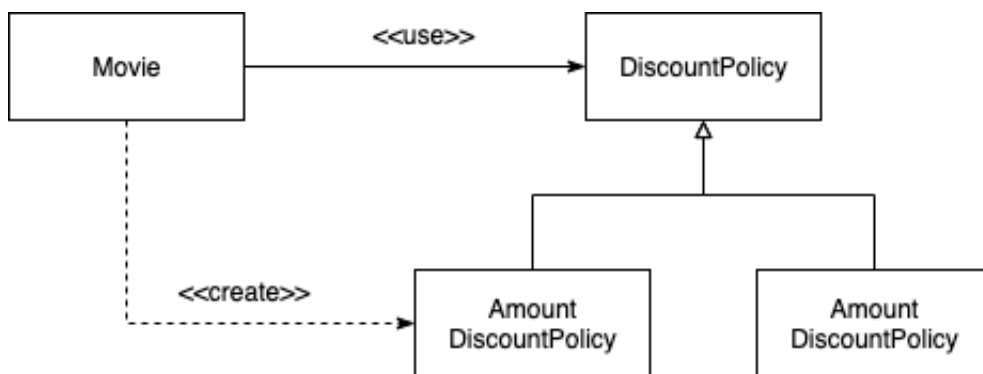 <<use>>
Movie
DiscountPolicy
<<create>>
Amount
DiscountPolicy
Amount
DiscountPolicy